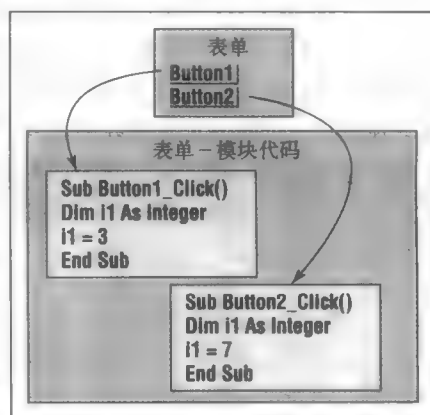 表单
Button1
Button2
表单－模块代码
Sub Button1_Click()
Dim i1 As Integer
i1 = 3
End Sub
Sub Button2_Click()
Dim i1 As Integer
i1 = 7
End Sub